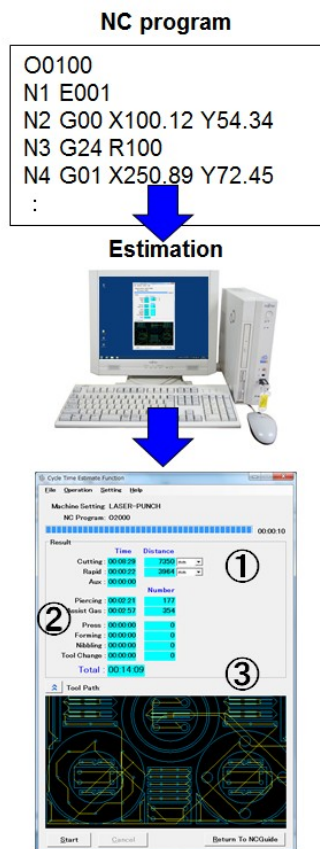 NC program
O0100
N1 E001
N2 G00 X100.12 Y54.34
N3 G24 R100
N4 G01 X250.89 Y72.45
:
Estimation
Cycle Time Estimate Function
File Operation Setting Help
Machine Setting: LASER-PUNCH
NC Program: O2000
00:00:10
Result
Time Distance
Cutting: 00:08:29 7350 mm
Rapid: 00:00:22 3964 mm
Aux: 00:00:00
①
Number
Piercing: 00:02:21 177
Assist Gas: 00:02:57 354
②
Press: 00:00:00 0
Forming: 00:00:00 0
Nibbling: 00:00:00 0
Tool Change: 00:00:00 0
Total: 00:14:09
③
Tool Path
Start Cancel Return To NCGuide